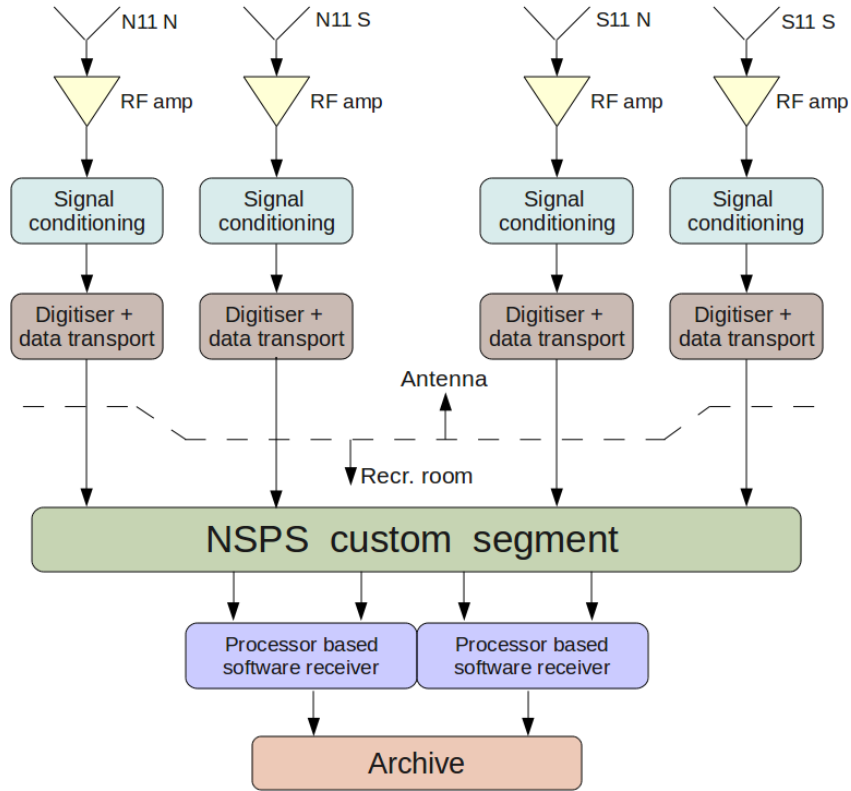 N11 N
N11 S
S11 N
S11 S
RF amp
RF amp
RF amp
RF amp
Signal
conditioning
Signal
conditioning
Signal
conditioning
Signal
conditioning
Digitiser +
data transport
Digitiser +
data transport
Digitiser +
data transport
Digitiser +
data transport
Antenna
Recr. room
NSPS custom segment
Processor based
software receiver
Processor based
software receiver
Archive